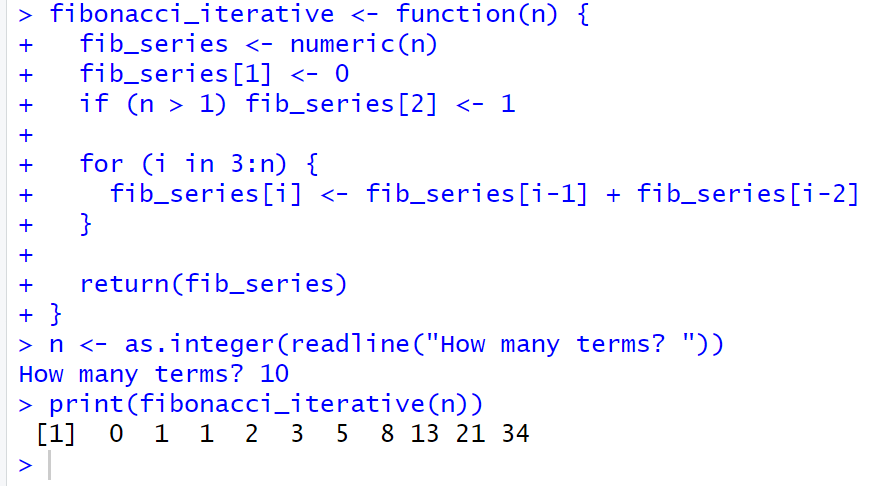 > fibonacci_iterative <- function(n) {
+   fib_series <- numeric(n)
+   fib_series[1] <- 0
+   if (n > 1) fib_series[2] <- 1
+
+   for (i in 3:n) {
+     fib_series[i] <- fib_series[i-1] + fib_series[i-2]
+   }
+
+   return(fib_series)
+ }
> n <- as.integer(readline("How many terms? "))
How many terms? 10
> print(fibonacci_iterative(n))
 [1]  0  1  1  2  3  5  8 13 21 34
>